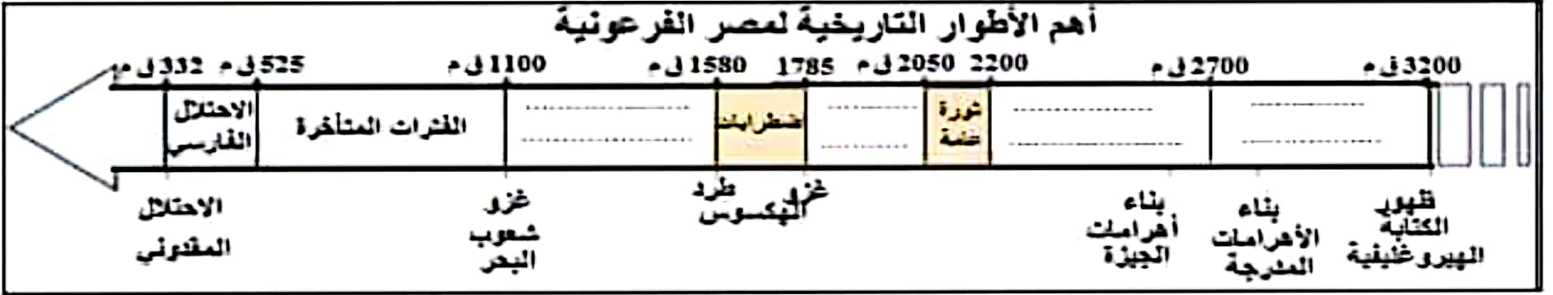 أهم الأطوار التاريخية لمصر الفرعونية
3200 ق م
2700 ق م
2200
2050 ق م
1785
1580 ق م
1100 ق م
525 ق م
332 ق م
ثورة
عامة
اضطرابات
الفترات المتأخرة
الاحتلال
الفارسي
ظهور
الكتابة
الهيروغليفية
بناء
الأهرامات
المدرجة
بناء
أهرامات
الجيزة
غزو
طرد
الهكسوس
غزو
شعوب
البحر
الاحتلال
المقدوني